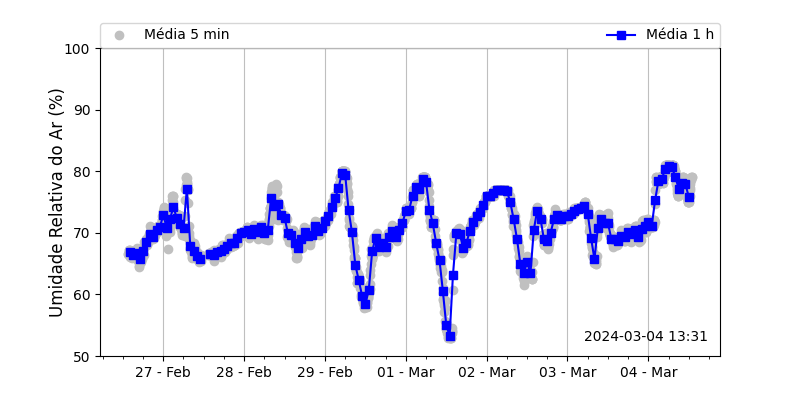 Média 5 min
Média 1 h
Umidade Relativa do Ar (%)
100
90
80
70
60
50
2024-03-04 13:31
27 - Feb
28 - Feb
29 - Feb
01 - Mar
02 - Mar
03 - Mar
04 - Mar